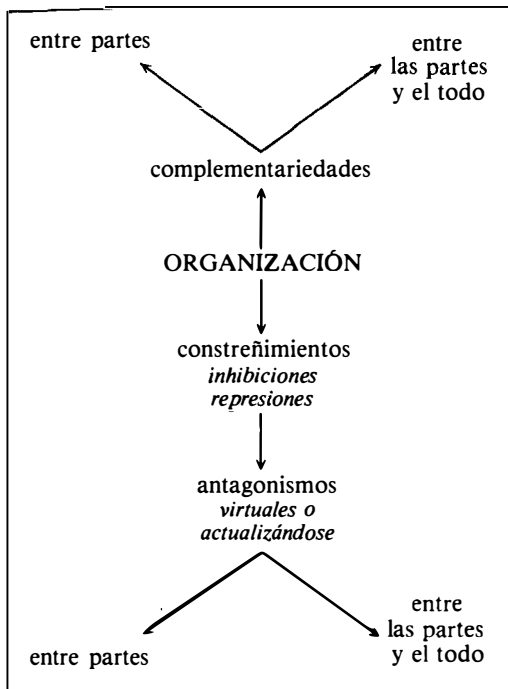 entre partes
entre
las partes
y el todo
complementariedades
ORGANIZACIÓN
constreñimientos
inhibiciones
represiones
antagonismos
virtuales o
actualizándose
entre partes
entre
las partes
y el todo